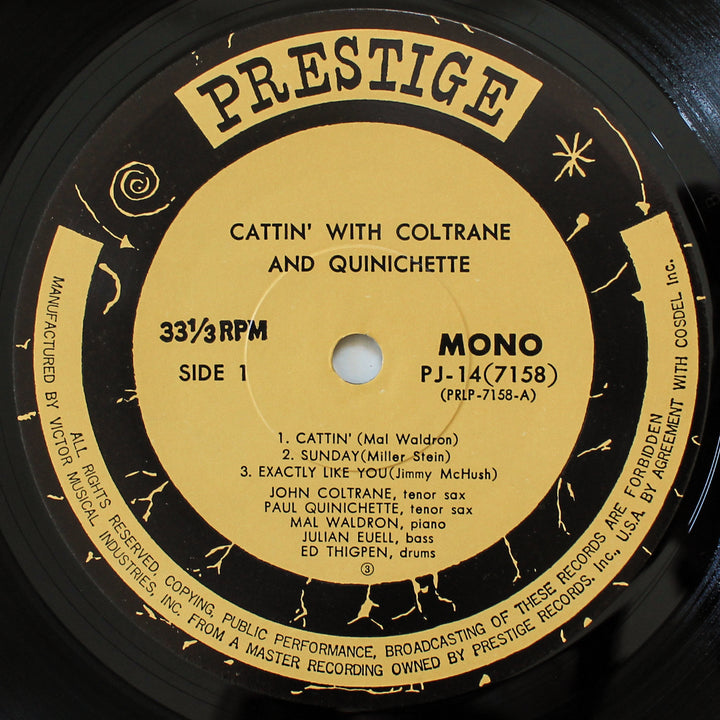 PRESTIGE
CATTIN' WITH COLTRANE
AND QUINICHETTE
33 1/3 RPM
SIDE 1
MONO
PJ-14(7158)
(PRLP-7158-A)
1. CATTIN' (Mal Waldron)
2. SUNDAY(Miller Stein)
3. EXACTLY LIKE YOU(Jimmy McHush)
JOHN COLTRANE, tenor sax
PAUL QUINICHETTE, tenor sax
MAL WALDRON, piano
JULIAN EUELL, bass
ED THIGPEN, drums
③
ALL RIGHTS RESERVED, COPYING, PUBLIC PERFORMANCE, BROADCASTING OF THESE RECORDS ARE FORBIDDEN
MANUFACTURED BY VICTOR MUSICAL INDUSTRIES, INC. FROM A MASTER RECORDING OWNED BY PRESTIGE RECORDS. Inc., U.S.A. BY AGREEMENT WITH COSDEL Inc.